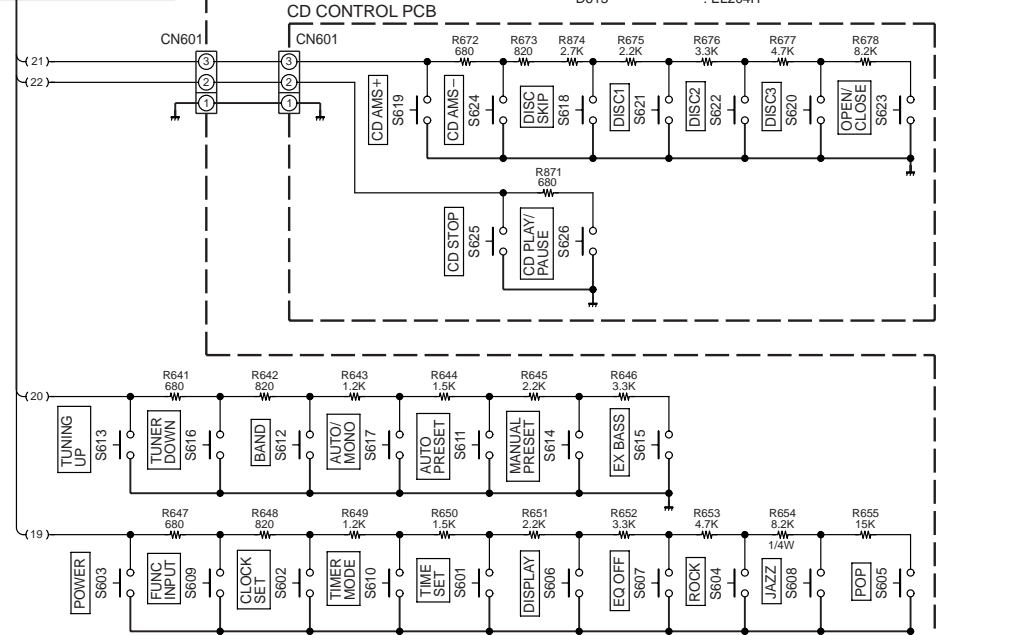 CD CONTROL PCB
CN601
CN601
(21)
(22)
3
2
1
3
2
1
R672
680
R673
820
R874
2.7K
R675
2.2K
R676
3.3K
R677
4.7K
R678
8.2K
CD AMS+
S619
CD AMS−
S624
DISC
SKIP
S618
DISC1
S621
DISC2
S622
DISC3
S620
OPEN/
CLOSE
S623
R871
680
CD STOP
S625
CD PLAY/
PAUSE
S626
(20)
R641
680
R642
820
R643
1.2K
R644
1.5K
R645
2.2K
R646
3.3K
TUNING
UP
S613
TUNER
DOWN
S616
BAND
S612
AUTO/
MONO
S617
AUTO
PRESET
S611
MANUAL
PRESET
S614
EX BASS
S615
(19)
R647
680
R648
820
R649
1.2K
R650
1.5K
R651
2.2K
R652
3.3K
R653
4.7K
R654
8.2K
1/4W
R655
15K
POWER
S603
FUNC
INPUT
S609
CLOCK
SET
S602
TIMER
MODE
S610
TIME
SET
S601
DISPLAY
S606
EQ OFF
S607
ROCK
S604
JAZZ
S608
POP
S605